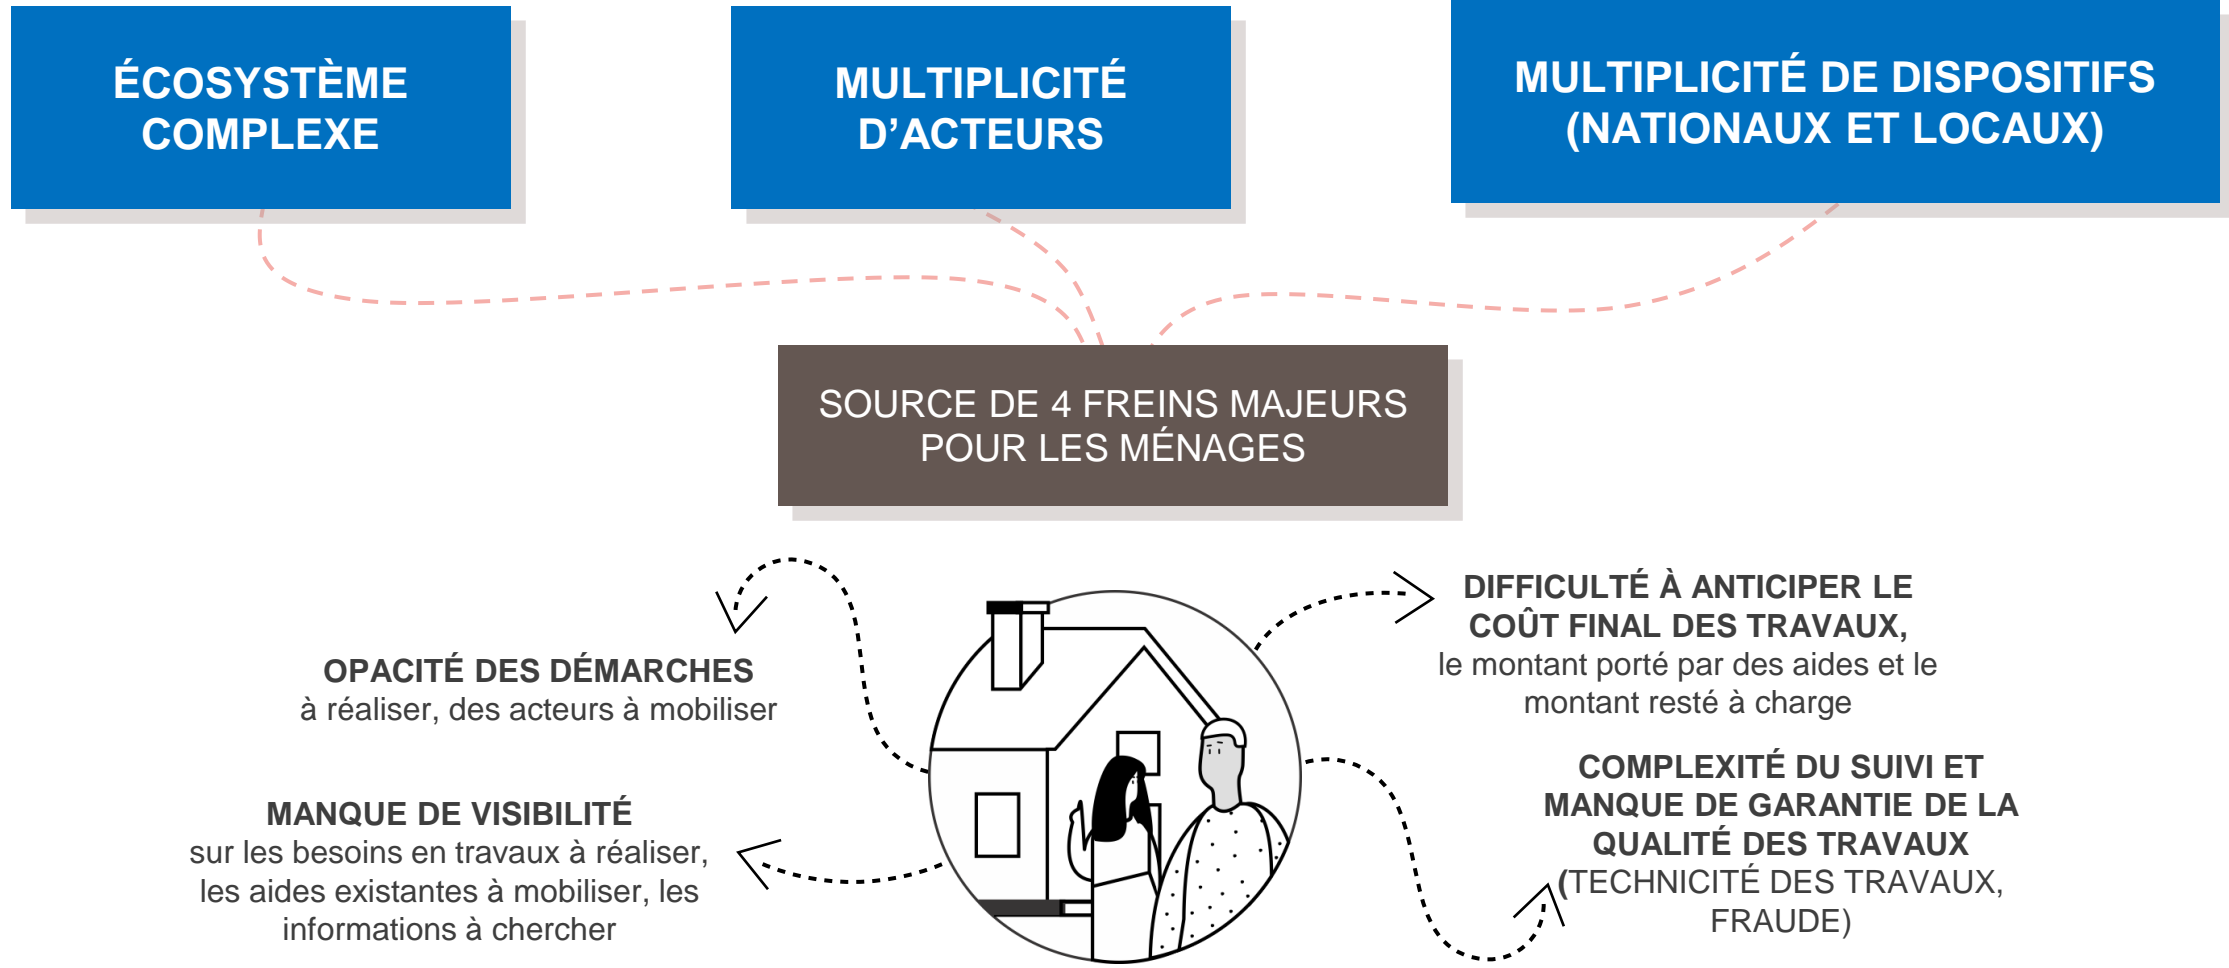 ÉCOSYSTÈME
COMPLEXE
MULTIPLICITÉ
D’ACTEURS
MULTIPLICITÉ DE DISPOSITIFS
(NATIONAUX ET LOCAUX)
SOURCE DE 4 FREINS MAJEURS
POUR LES MÉNAGES
OPACITÉ DES DÉMARCHES
à réaliser, des acteurs à mobiliser
MANQUE DE VISIBILITÉ
sur les besoins en travaux à réaliser,
les aides existantes à mobiliser, les
informations à chercher
DIFFICULTÉ À ANTICIPER LE
COÛT FINAL DES TRAVAUX,
le montant porté par des aides et le
montant resté à charge
COMPLEXITÉ DU SUIVI ET
MANQUE DE GARANTIE DE LA
QUALITÉ DES TRAVAUX
(TECHNICITÉ DES TRAVAUX,
FRAUDE)